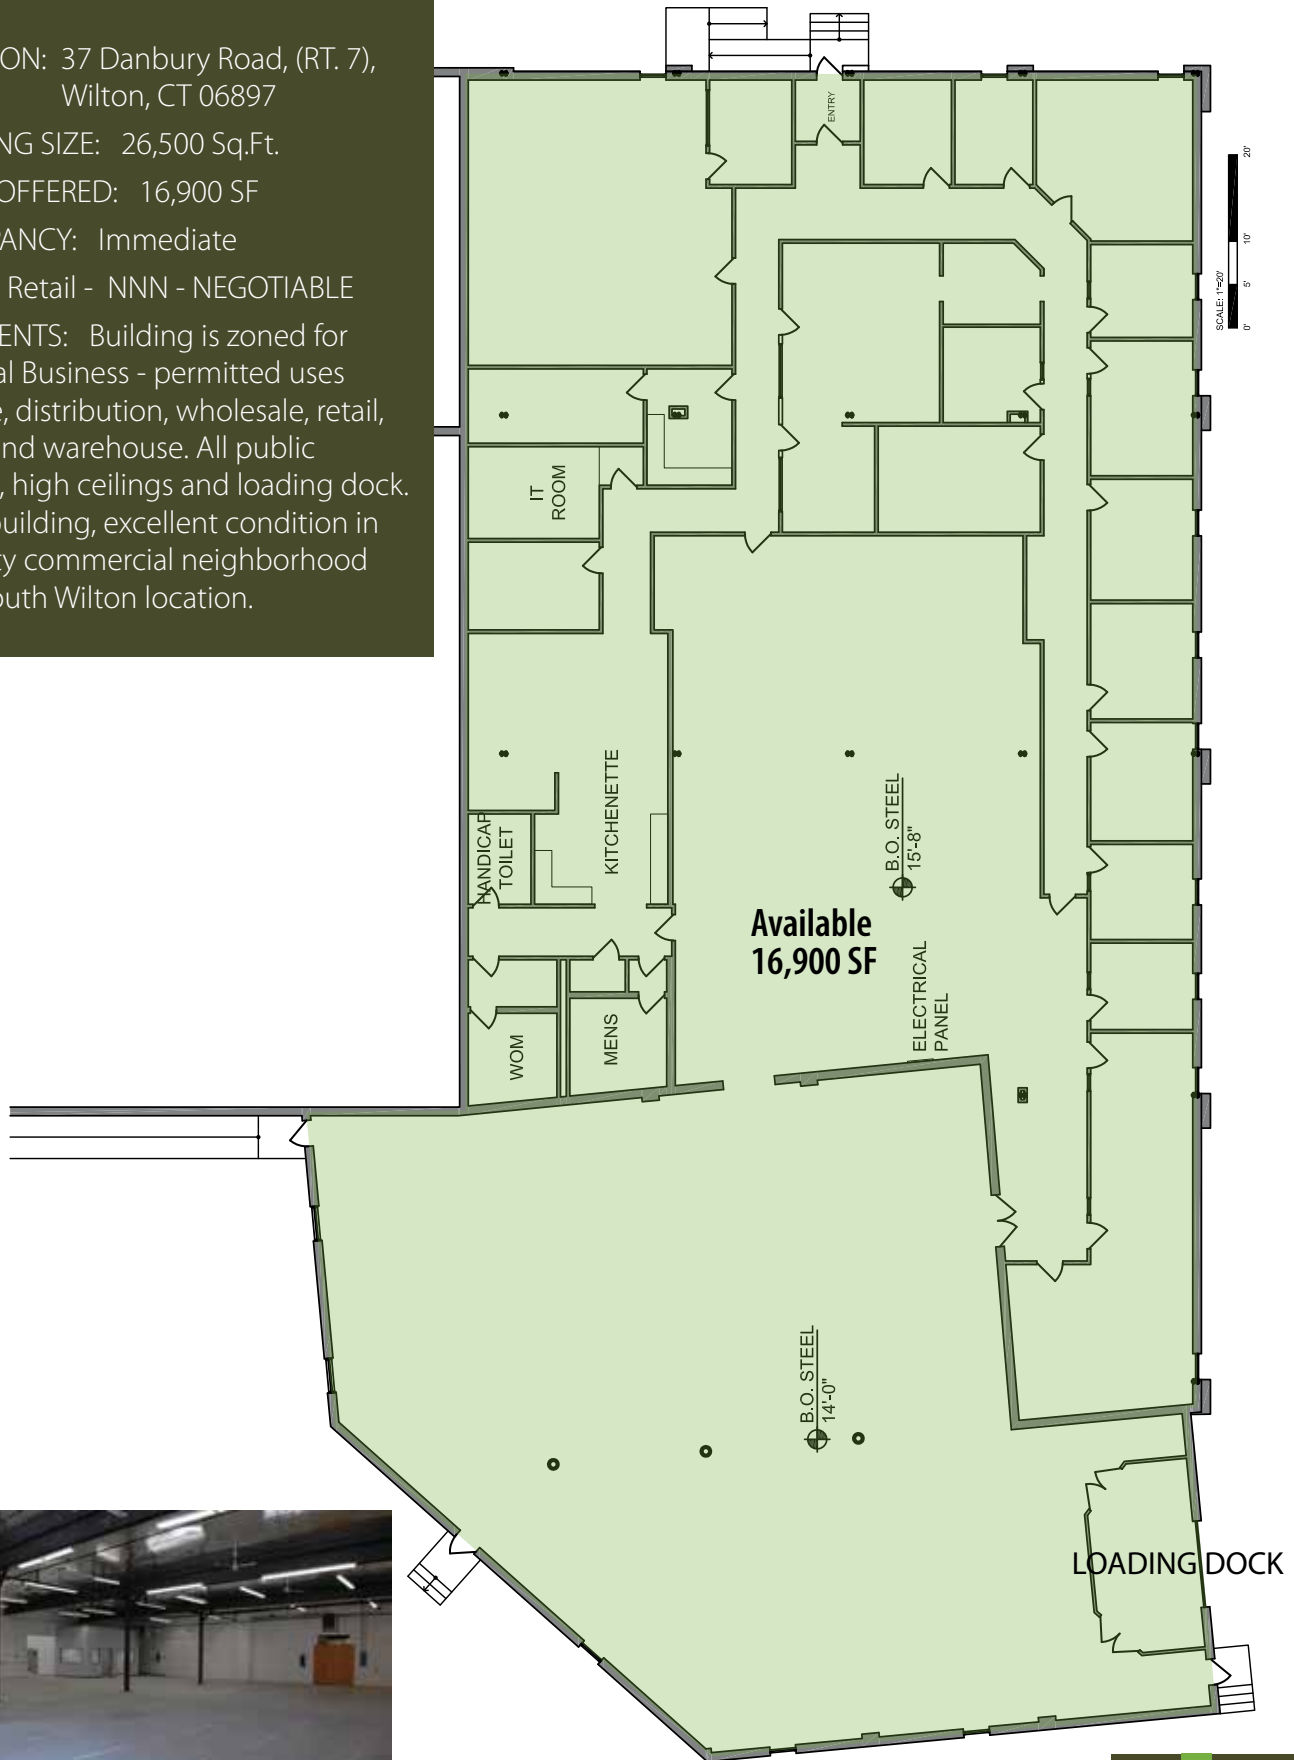 ON: 37 Danbury Road, (RT. 7),
Wilton, CT 06897
NG SIZE: 26,500 Sq.Ft.
OFFERED: 16,900 SF
PANCY: Immediate
Retail - NNN - NEGOTIABLE
ENTS: Building is zoned for
al Business - permitted uses
e, distribution, wholesale, retail,
nd warehouse. All public
, high ceilings and loading dock.
building, excellent condition in
ty commercial neighborhood
outh Wilton location.
ENTRY
SCALE: 1"=20'
0' 5' 10' 20'
IT
ROOM
KITCHENETTE
HANDICAP
TOILET
B.O. STEEL
15'-8"
Available
16,900 SF
ELECTRICAL
PANEL
WOM
MENS
B.O. STEEL
14'-0"
LOADING DOCK